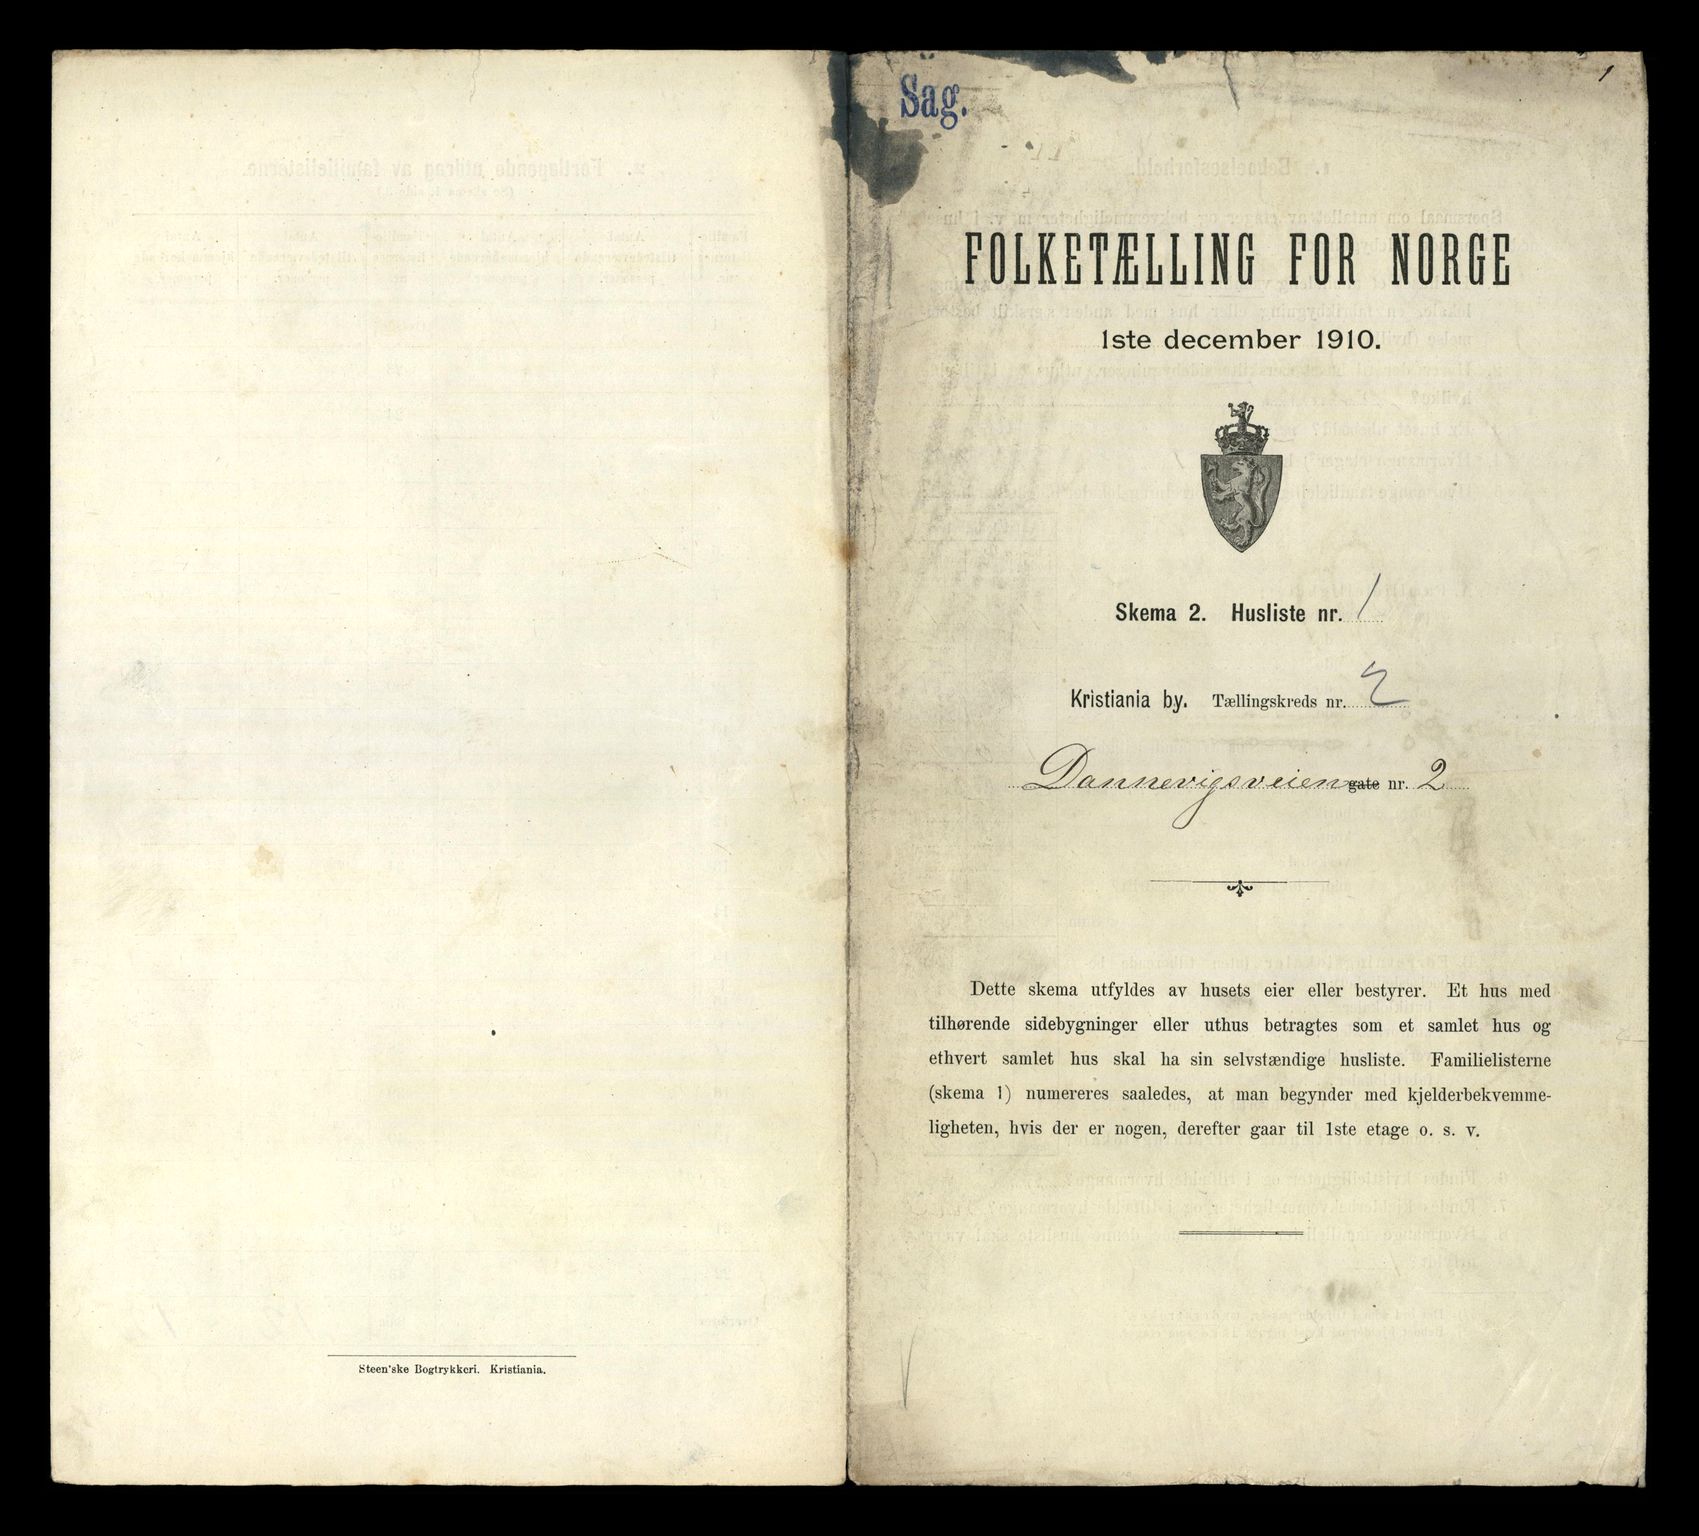 Steen'ske Bogtrykkeri. Kristiania.
1
Sag.
FOLKETÆLLING FOR NORGE
1ste december 1910.
Skema 2. Husliste nr. 1
Kristiania by. Tællingskreds nr. 2
Dannevigsveien gate nr. 2
Dette skema utfyldes av husets eier eller bestyrer. Et hus med
tilhørende sidebygninger eller uthus betragtes som et samlet hus og
ethvert samlet hus skal ha sin selvstændige husliste. Familielisterne
(skema 1) numereres saaledes, at man begynder med kjelderbekvemme-
ligheten, hvis der er nogen, derefter gaar til 1ste etage o. s. v.